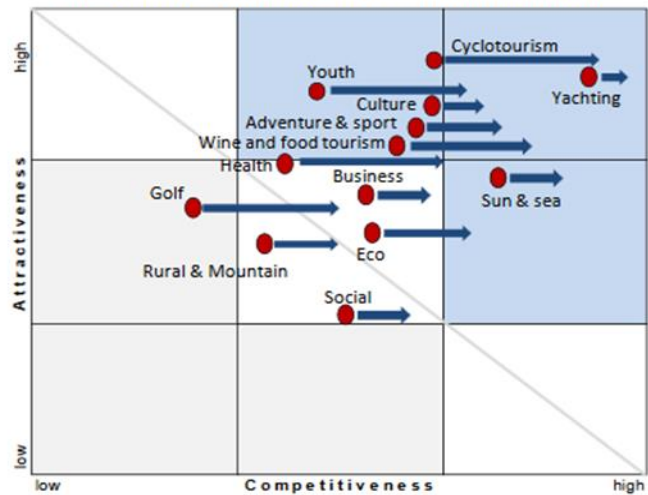 high
Cyclotourism
Youth
Yachting
Culture
Adventure & sport
Wine and food tourism
Health
Business
Golf
Sun & sea
Attractiveness
Eco
Rural & Mountain
Social
low
low
Competitiveness
high